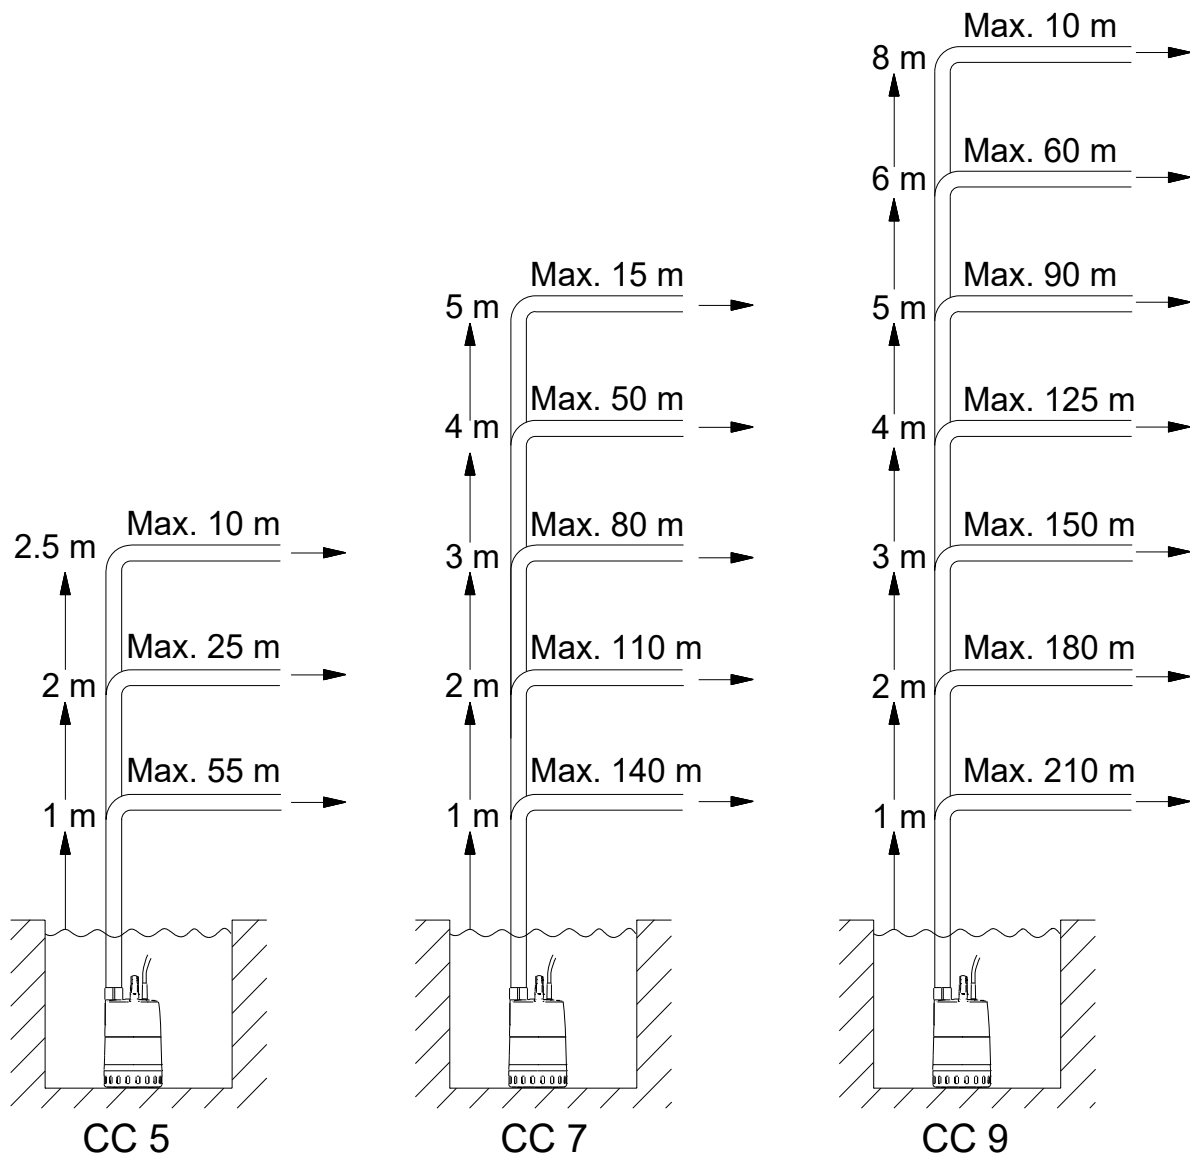 Max. 10 m
2.5 m
Max. 25 m
2 m
Max. 55 m
1 m
CC 5
Max. 15 m
5 m
Max. 50 m
4 m
Max. 80 m
3 m
Max. 110 m
2 m
Max. 140 m
1 m
CC 7
Max. 10 m
8 m
Max. 60 m
6 m
Max. 90 m
5 m
Max. 125 m
4 m
Max. 150 m
3 m
Max. 180 m
2 m
Max. 210 m
1 m
CC 9